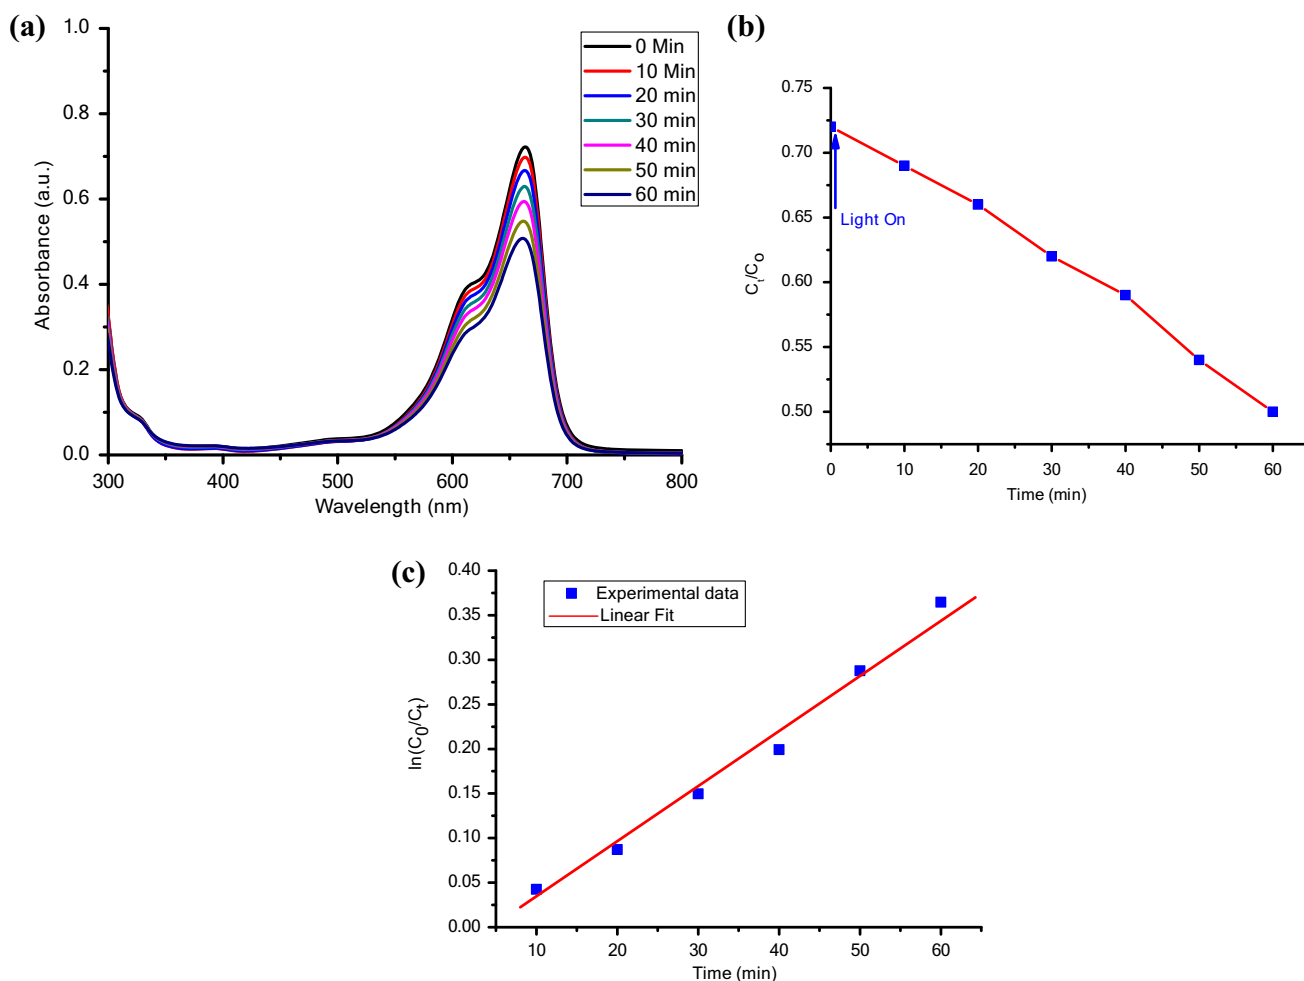 (a)
1.0
0.8
0.6
0.4
0.2
0.0
Absorbance (a.u.)
300 400 500 600 700 800
Wavelength (nm)
0 Min
10 Min
20 min
30 min
40 min
50 min
60 min
(b)
0.75
0.70
0.65
0.60
0.55
0.50
Ct/Co
Light On
0 10 20 30 40 50 60
Time (min)
(c)
0.40
0.35
0.30
0.25
0.20
0.15
0.10
0.05
0.00
ln(C0/Ct)
Experimental data
Linear Fit
10 20 30 40 50 60
Time (min)